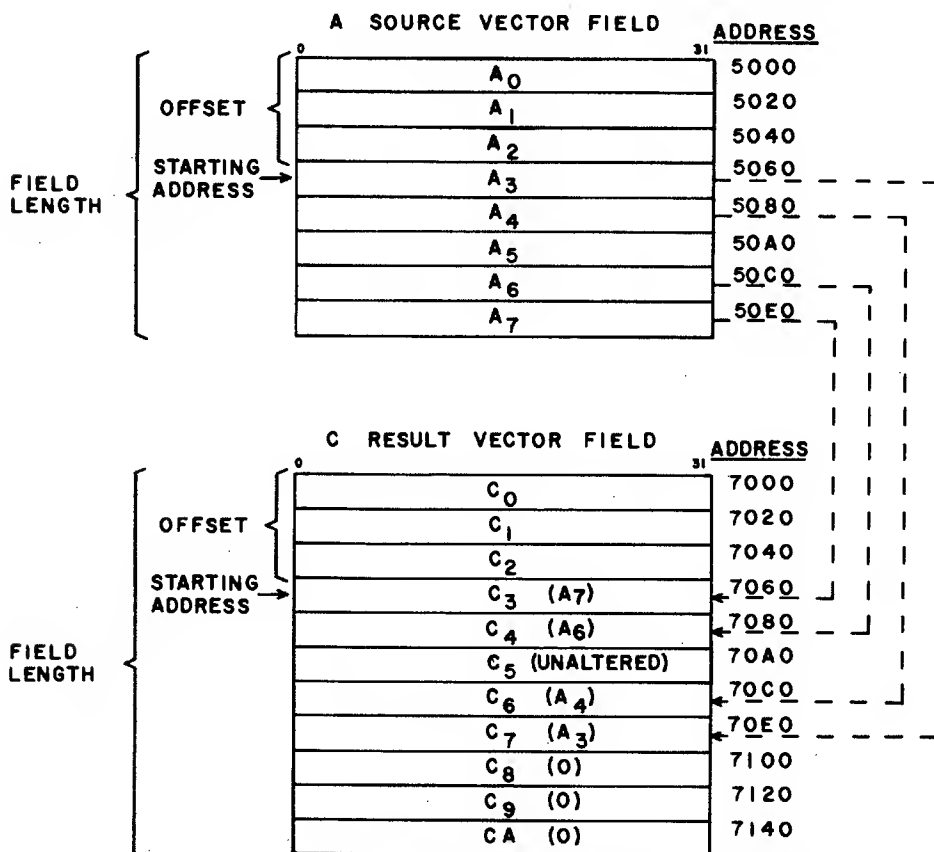 A SOURCE VECTOR FIELD
ADDRESS
0 31
A0 5000
OFFSET
A1 5020
A2 5040
STARTING ADDRESS
A3 5060
FIELD LENGTH
A4 5080
A5 50A0
A6 50C0
A7 50E0
C RESULT VECTOR FIELD
ADDRESS
0 31
C0 7000
OFFSET
C1 7020
C2 7040
STARTING ADDRESS
C3 (A7) 7060
C4 (A6) 7080
FIELD LENGTH
C5 (UNALTERED) 70A0
C6 (A4) 70C0
C7 (A3) 70E0
C8 (0) 7100
C9 (0) 7120
CA (0) 7140